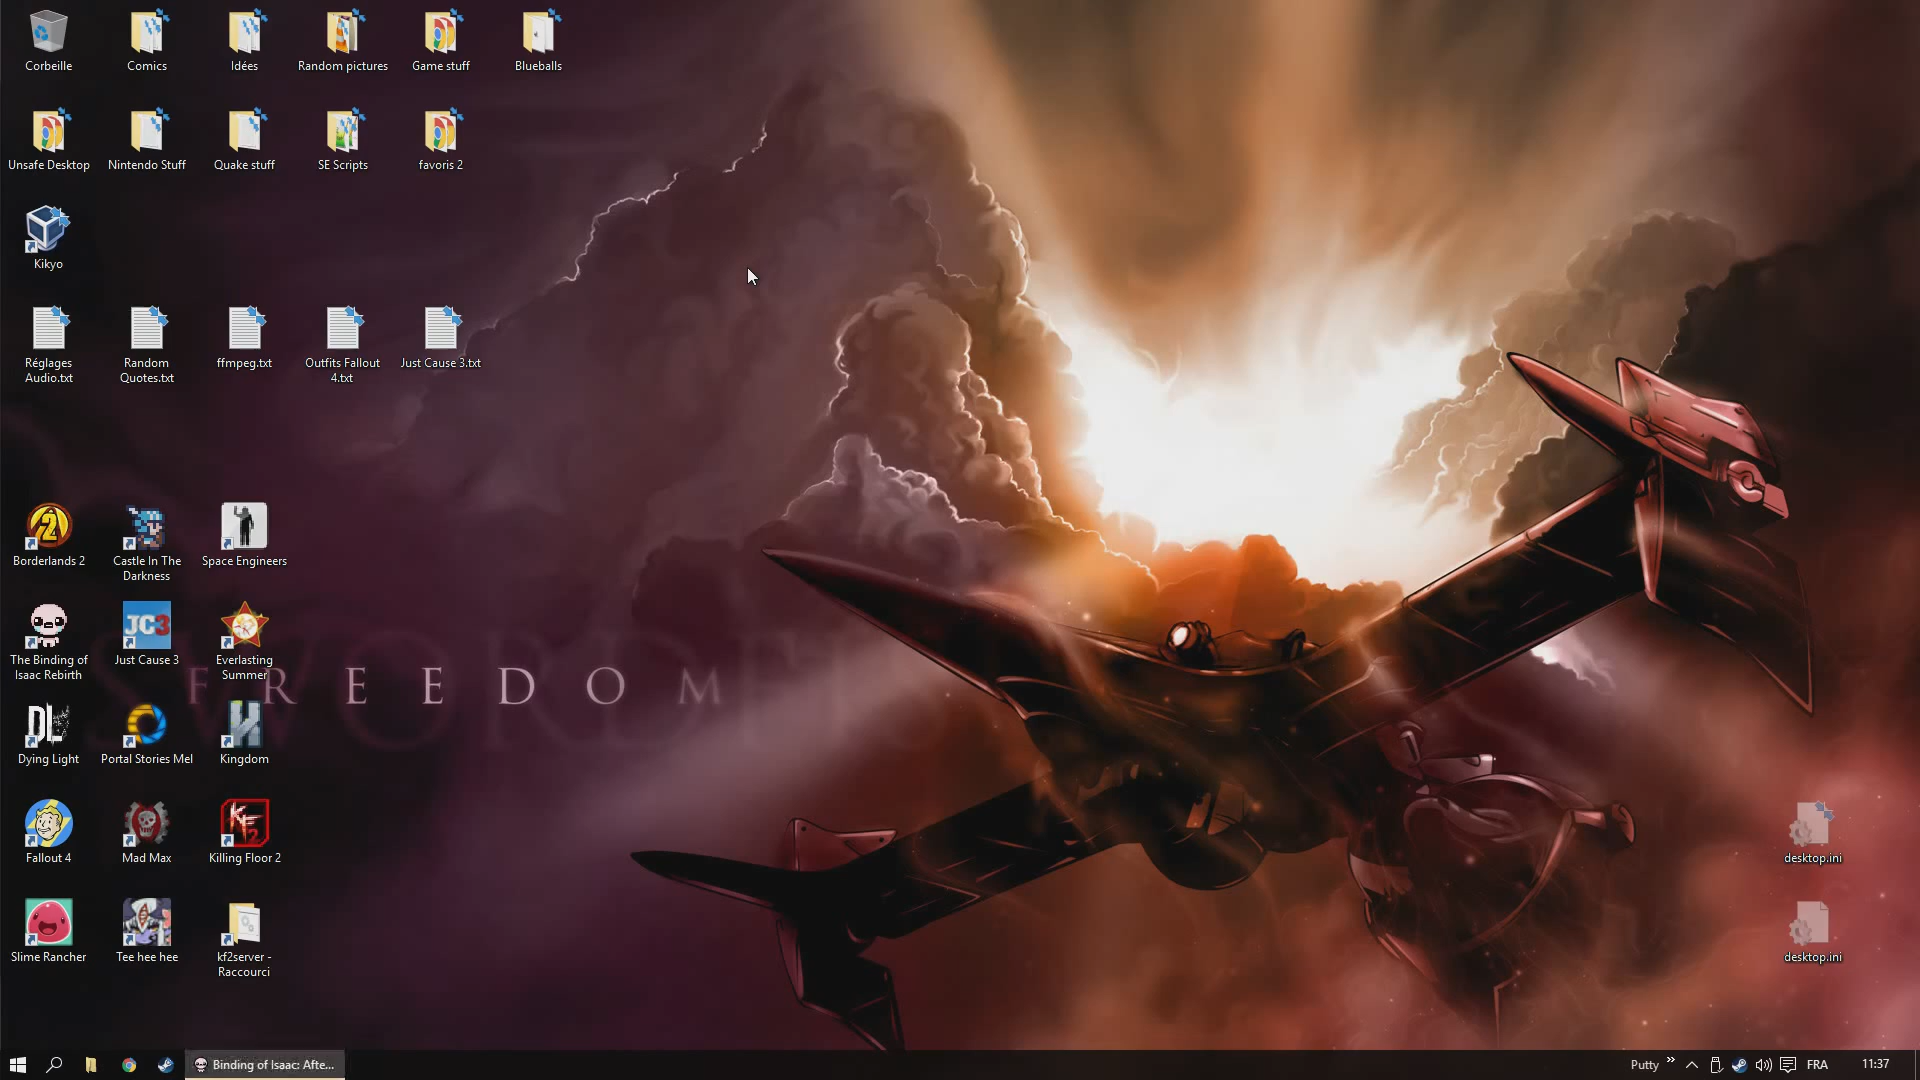 Corbeille
Comics
Idées
Random pictures
Game stuff
Blueballs
Unsafe Desktop
Nintendo Stuff
Quake stuff
SE Scripts
favoris 2
Kikyo
Réglages
Audio.txt
Random
Quotes.txt
ffmpeg.txt
Outfits Fallout
4.txt
Just Cause 3.txt
Borderlands 2
Castle In The
Darkness
Space Engineers
The Binding of
Isaac Rebirth
JC3
Just Cause 3
Everlasting
Summer
FREEDOM
DL
Dying Light
Portal Stories Mel
Kingdom
Fallout 4
Mad Max
KF2
Killing Floor 2
Slime Rancher
Tee hee hee
kf2server -
Raccourci
desktop.ini
desktop.ini
Binding of Isaac: Afte...
Putty
FRA
11:37